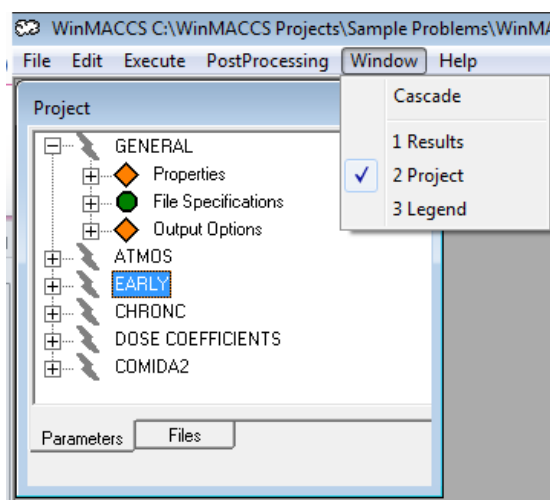 WinMACCS C:\WinMACCS Projects\Sample Problems\WinMA
File Edit Execute PostProcessing Window Help
Cascade
1 Results
2 Project
3 Legend
Project
GENERAL
Properties
File Specifications
Output Options
ATMOS
EARLY
CHRONC
DOSE COEFFICIENTS
COMIDA2
Parameters Files